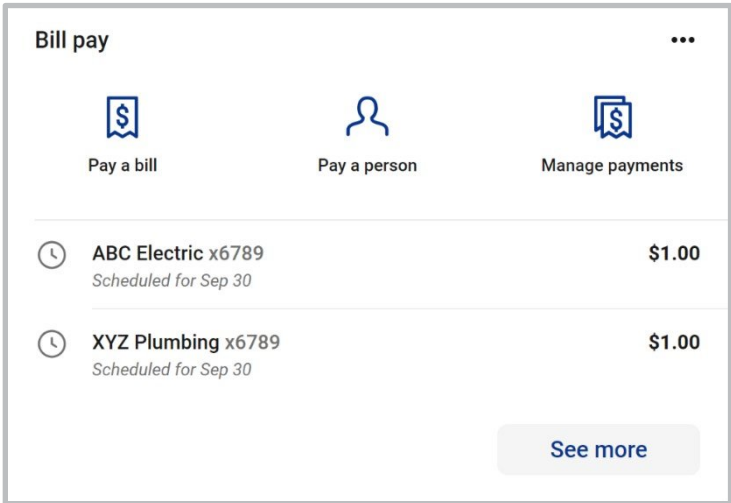 Bill pay
Pay a bill
Pay a person
Manage payments
ABC Electric x6789
$1.00
Scheduled for Sep 30
XYZ Plumbing x6789
$1.00
Scheduled for Sep 30
See more